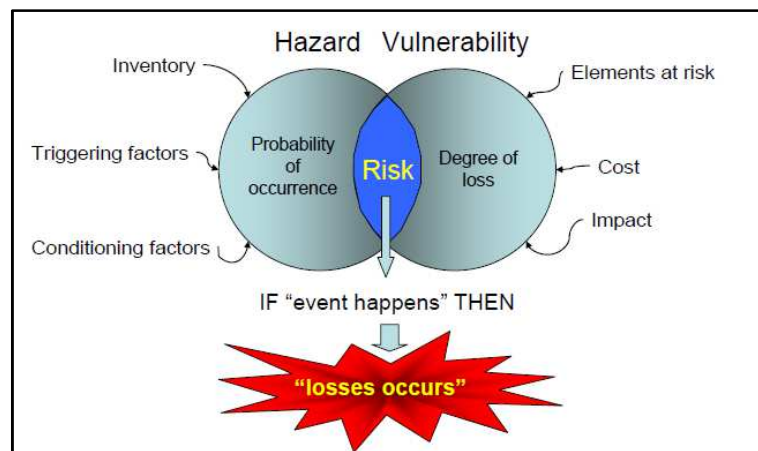 Hazard Vulnerability
Inventory
Elements at risk
Triggering factors
Probability
of
occurrence
Risk
Degree of
loss
Cost
Conditioning factors
Impact
IF “event happens” THEN
“losses occurs”